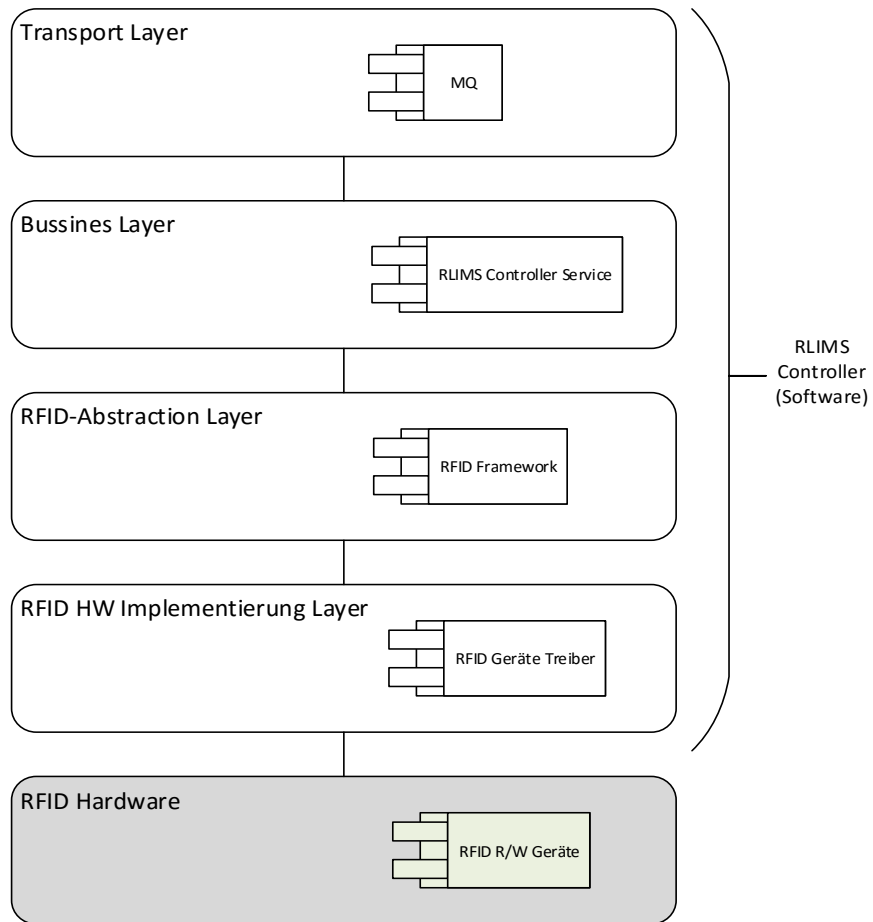 Transport Layer
MQ
Bussines Layer
RLIMS Controller Service
RFID-Abstraction Layer
RFID Framework
RFID HW Implementierung Layer
RFID Geräte Treiber
RFID Hardware
RFID R/W Geräte
RLIMS
Controller
(Software)